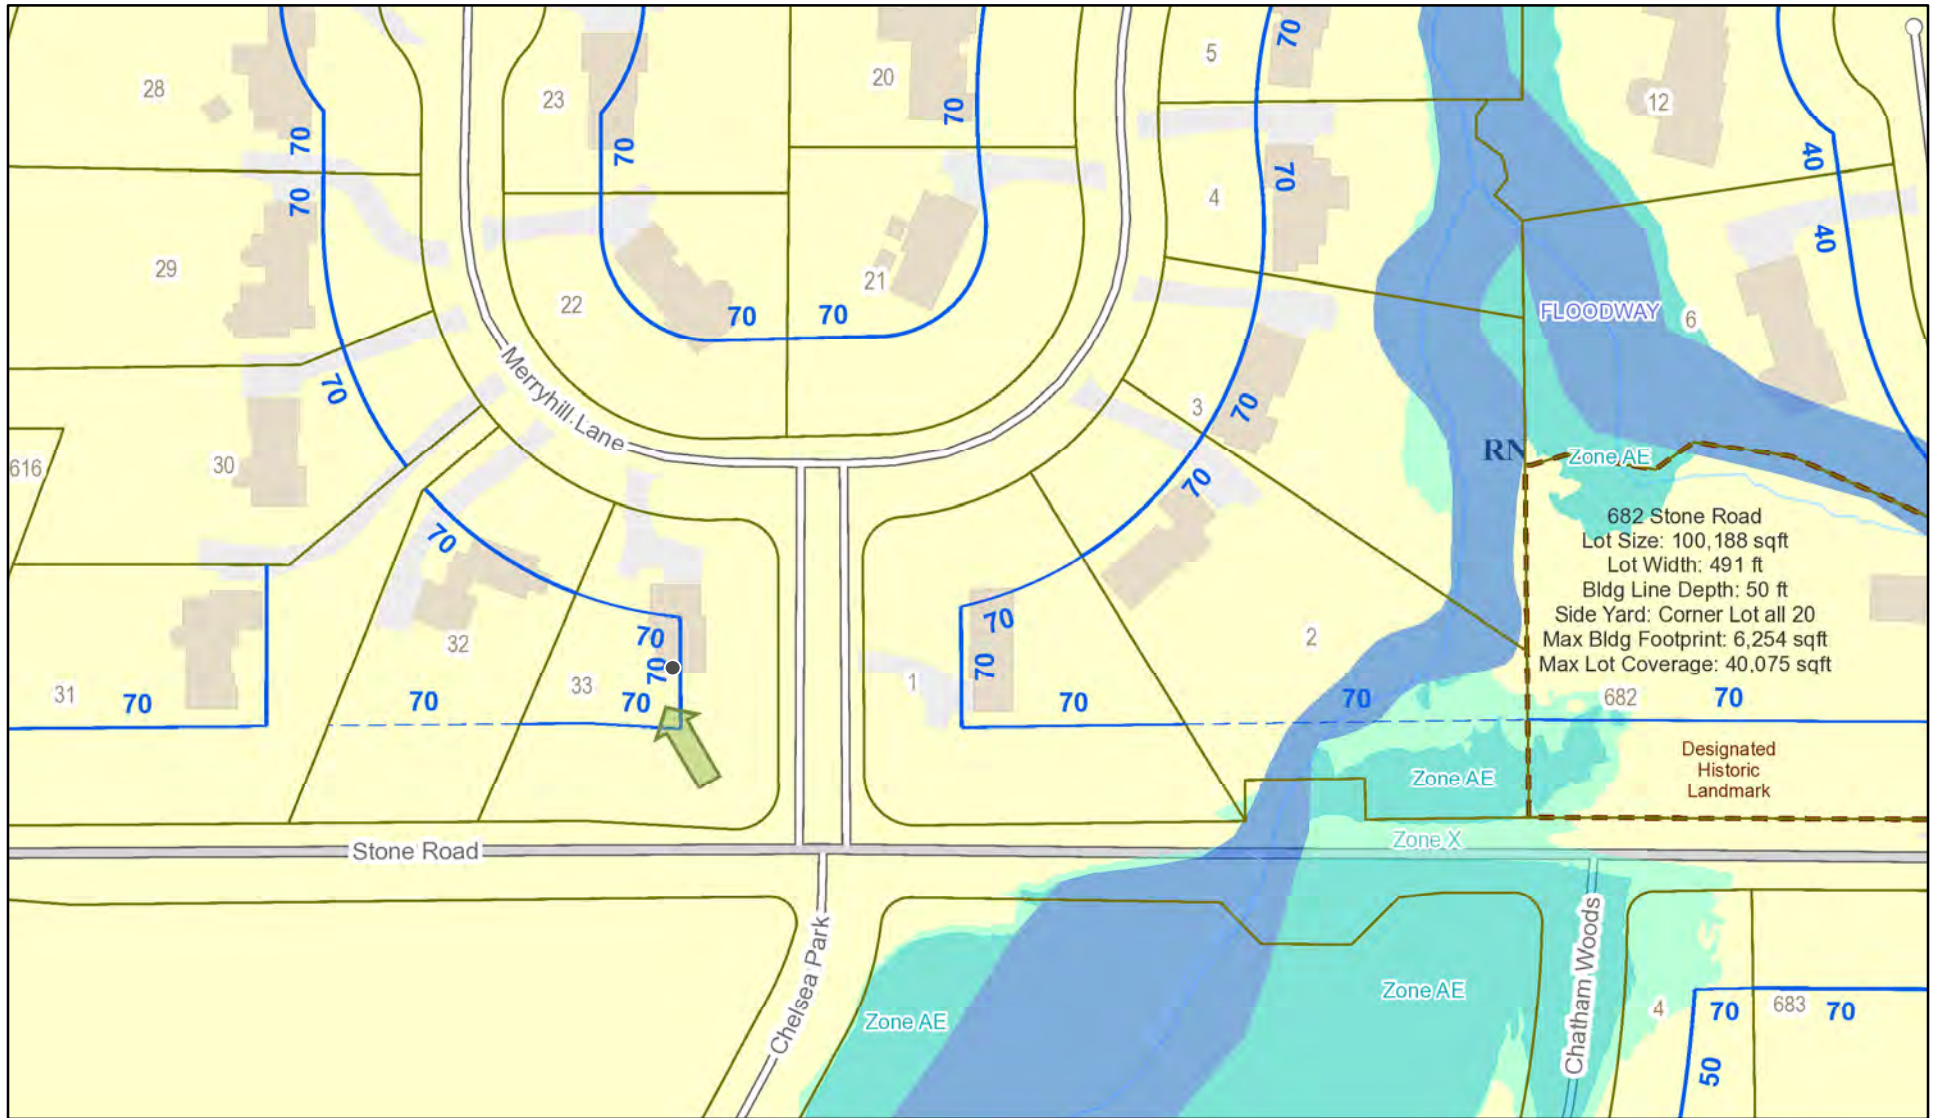 5
70
28
23
20
12
70
70
70
70
40
4
70
40
29
22
21
FLOODWAY
6
70
70
Merryhill Lane
70
3
70
RN
Zone AE
616
30
70
682 Stone Road
Lot Size: 100,188 sqft
Lot Width: 491 ft
Bldg Line Depth: 50 ft
Side Yard: Corner Lot all 20
Max Bldg Footprint: 6,254 sqft
Max Lot Coverage: 40,075 sqft
70
70
70
32
2
70
70
31
70
70
33
70
1
70
70
682
70
Designated
Historic
Landmark
Zone AE
Zone X
Stone Road
Chelsea Park
Chatham Woods
Zone AE
Zone AE
4
70
683
70
50